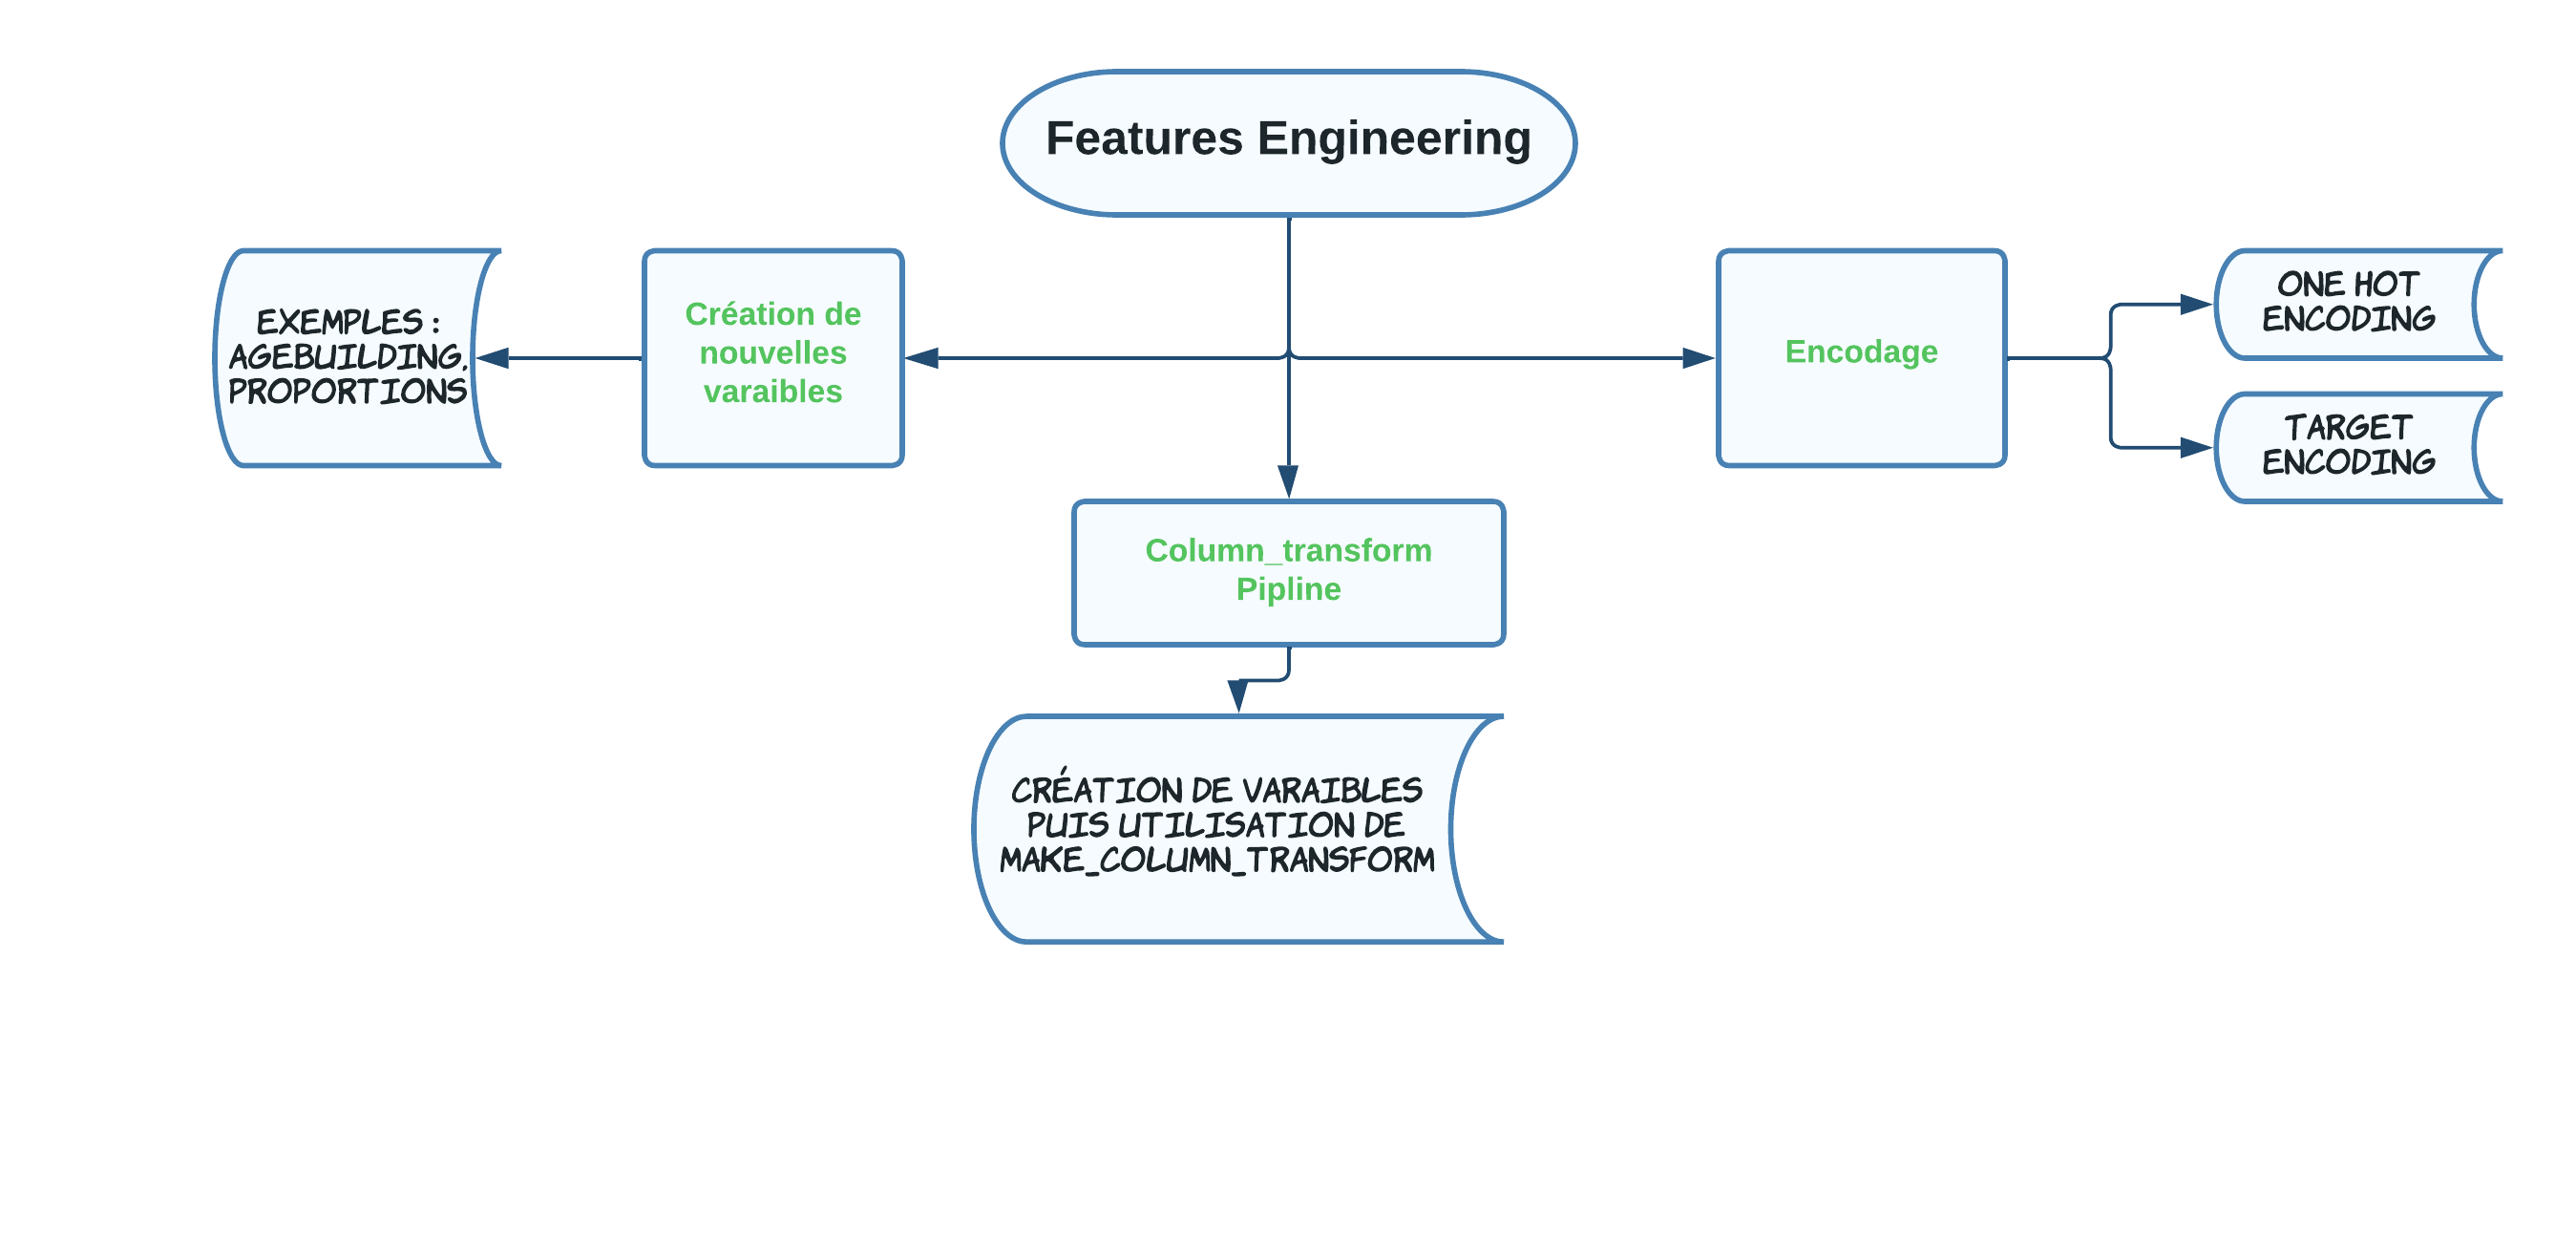 Features Engineering
EXEMPLES :
AGEBUILDING,
PROPORTIONS
Création de
nouvelles
varaibles
Encodage
ONE HOT
ENCODING
TARGET
ENCODING
Column_transform
Pipline
CRÉATION DE VARAIBLES
PUIS UTILISATION DE
MAKE_COLUMN_TRANSFORM